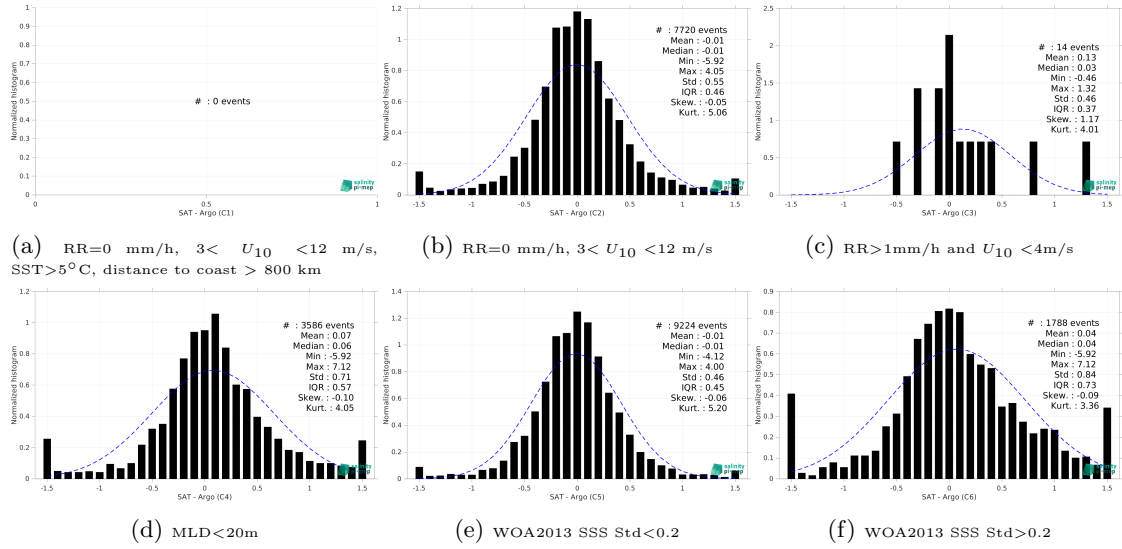 1
0.9
0.8
0.7
0.6
0.5
0.4
0.3
0.2
0.1
0
Normalized histogram
# : 0 events
salinity
pi-mep
0 0.5 1
SAT - Argo (C1)
(a) RR=0 mm/h, 3< U10 <12 m/s,
SST>5°C, distance to coast > 800 km
1.2
1
0.8
0.6
0.4
0.2
0
Normalized histogram
# : 7720 events
Mean : -0.01
Median : -0.01
Min : -5.92
Max : 4.05
Std : 0.55
IQR : 0.46
Skew. : -0.05
Kurt. : 5.06
salinity
pi-mep
-1.5 -1 -0.5 0 0.5 1 1.5
SAT - Argo (C2)
(b) RR=0 mm/h, 3< U10 <12 m/s
2.5
2
1.5
1
0.5
0
Normalized histogram
# : 14 events
Mean : 0.13
Median : 0.03
Min : -0.46
Max : 1.32
Std : 0.46
IQR : 0.37
Skew. : 1.17
Kurt. : 4.01
salinity
pi-mep
-1.5 -1 -0.5 0 0.5 1 1.5
SAT - Argo (C3)
(c) RR>1mm/h and U10 <4m/s
1.2
1
0.8
0.6
0.4
0.2
0
Normalized histogram
# : 3586 events
Mean : 0.07
Median : 0.06
Min : -5.92
Max : 7.12
Std : 0.71
IQR : 0.57
Skew. : -0.10
Kurt. : 4.05
salinity
pi-mep
-1.5 -1 -0.5 0 0.5 1 1.5
SAT - Argo (C4)
(d) MLD<20m
1.4
1.2
1
0.8
0.6
0.4
0.2
0
Normalized histogram
# : 9224 events
Mean : -0.01
Median : -0.01
Min : -4.12
Max : 4.00
Std : 0.46
IQR : 0.45
Skew. : -0.06
Kurt. : 5.20
salinity
pi-mep
-1.5 -1 -0.5 0 0.5 1 1.5
SAT - Argo (C5)
(e) WOA2013 SSS Std<0.2
0.9
0.8
0.7
0.6
0.5
0.4
0.3
0.2
0.1
0
Normalized histogram
# : 1788 events
Mean : 0.04
Median : 0.04
Min : -5.92
Max : 7.12
Std : 0.84
IQR : 0.73
Skew. : -0.09
Kurt. : 3.36
salinity
pi-mep
-1.5 -1 -0.5 0 0.5 1 1.5
SAT - Argo (C6)
(f) WOA2013 SSS Std>0.2